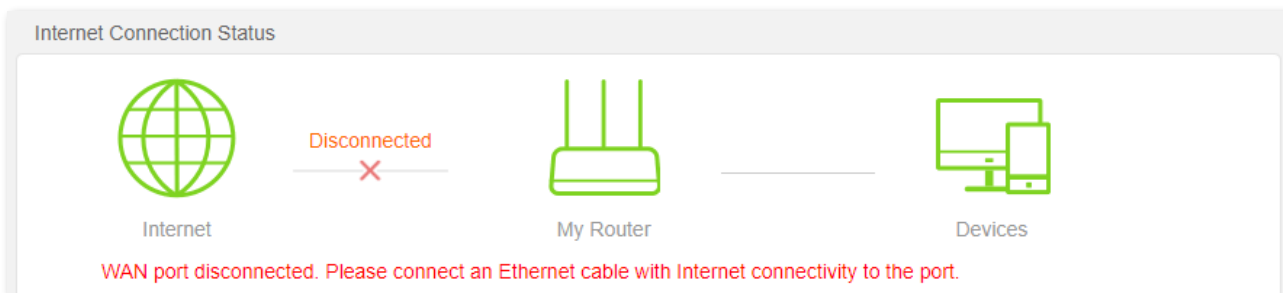 Internet Connection Status
Disconnected
Internet
My Router
Devices
WAN port disconnected. Please connect an Ethernet cable with Internet connectivity to the port.